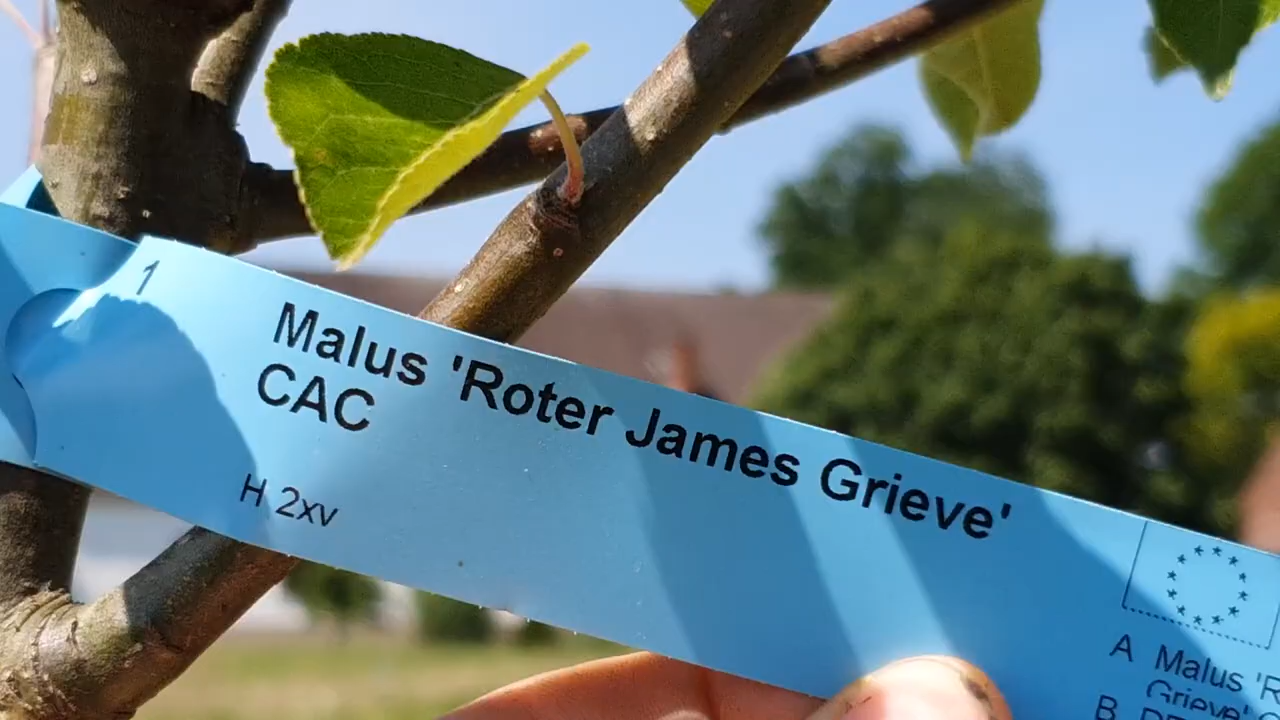 1
Malus 'Roter James Grieve'
CAC
H 2xv
A Malus 'R
Grieve' C
B